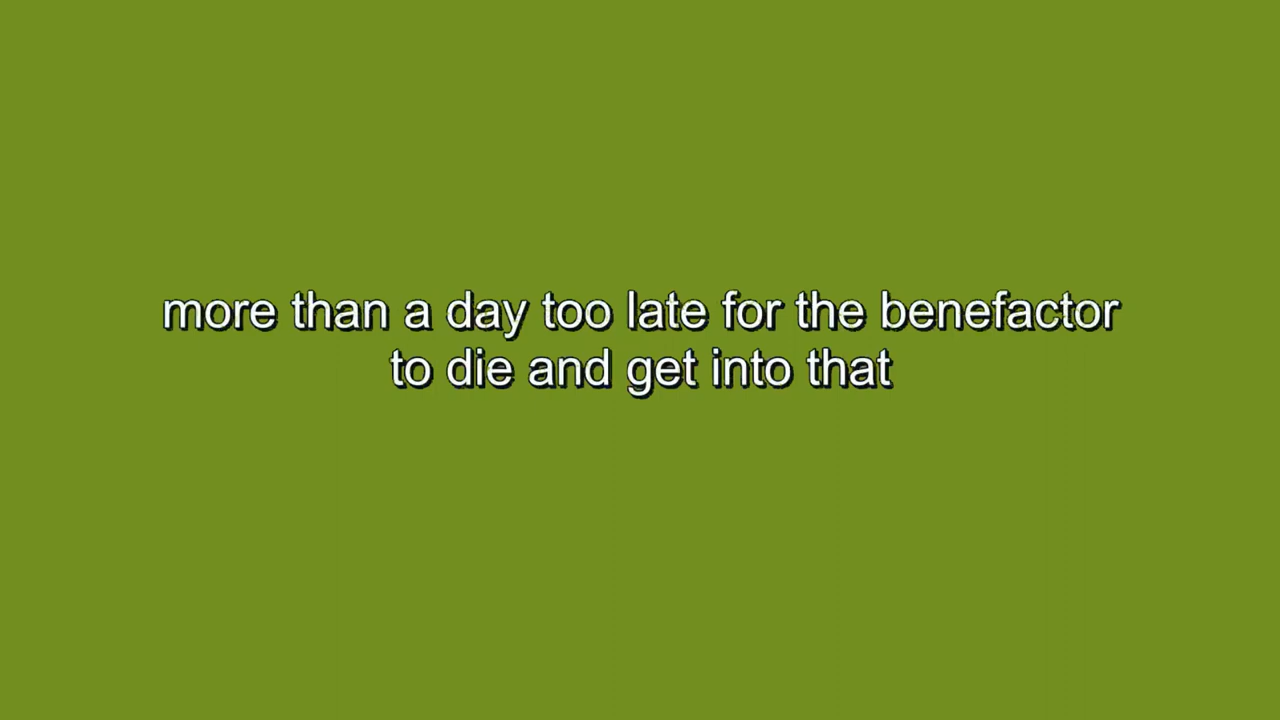 more than a day too late for the benefactor
to die and get into that